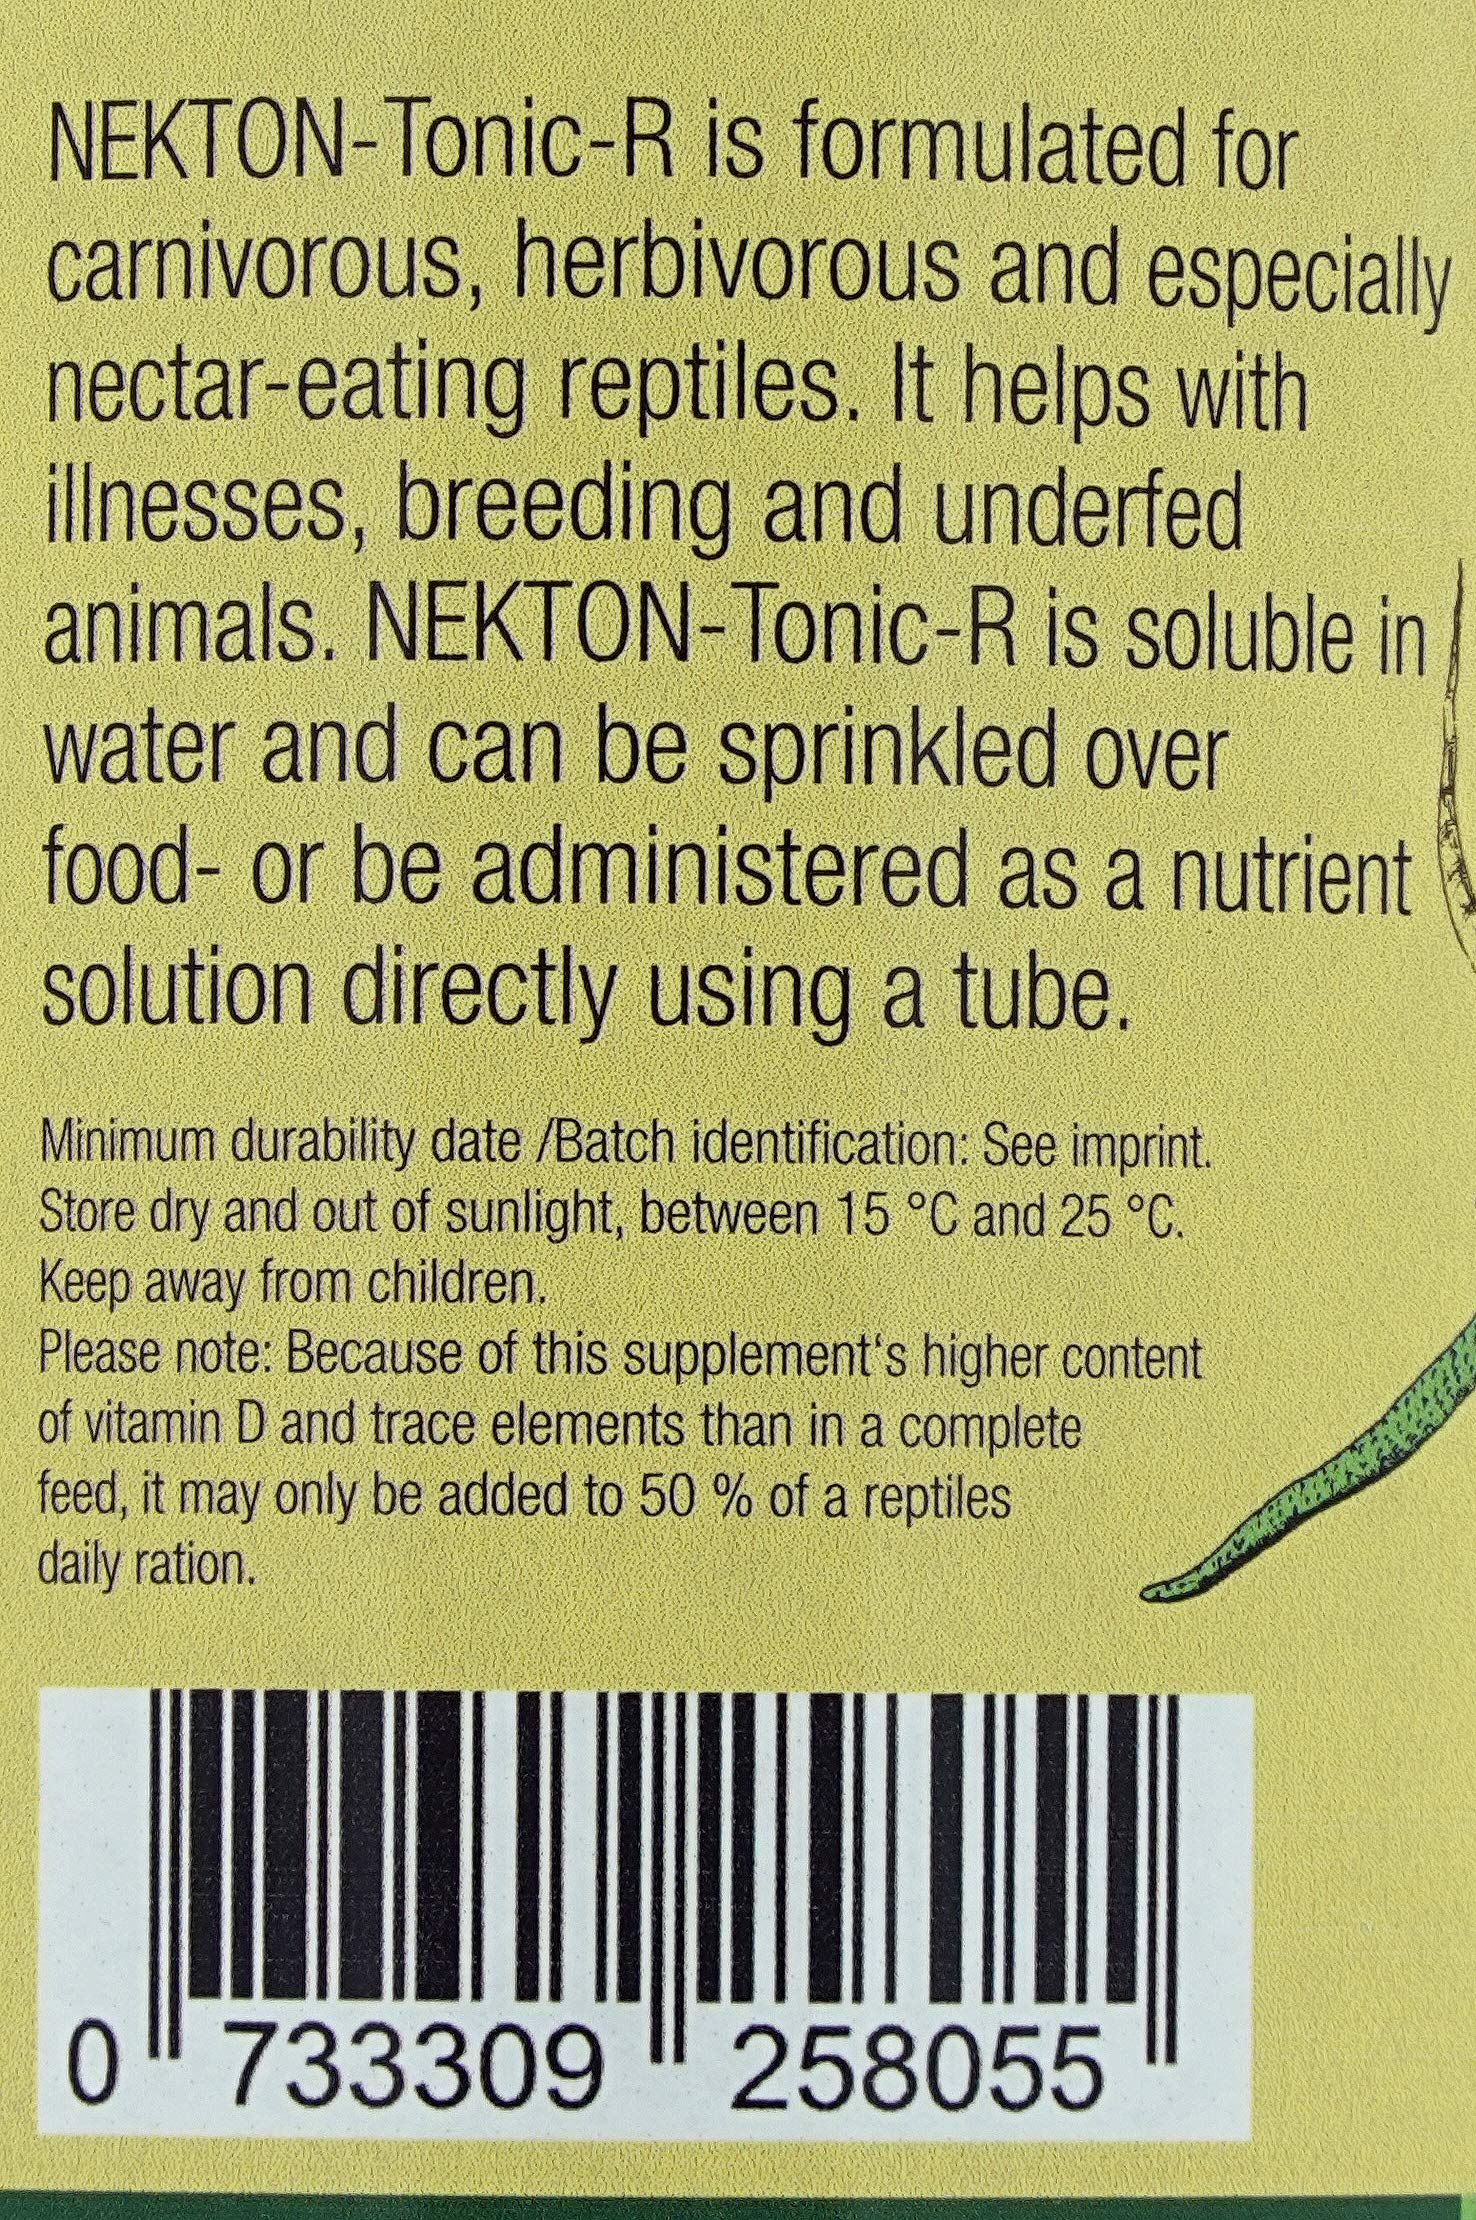 NEKTON-Tonic-R is formulated for
carnivorous, herbivorous and especially
nectar-eating reptiles. It helps with
illnesses, breeding and underfed
animals. NEKTON-Tonic-R is soluble in
water and can be sprinkled over
food- or be administered as a nutrient
solution directly using a tube.
Minimum durability date /Batch identification: See imprint.
Store dry and out of sunlight, between 15 °C and 25 °C.
Keep away from children.
Please note: Because of this supplement‘s higher content
of vitamin D and trace elements than in a complete
feed, it may only be added to 50 % of a reptiles
daily ration.
0 733309 258055